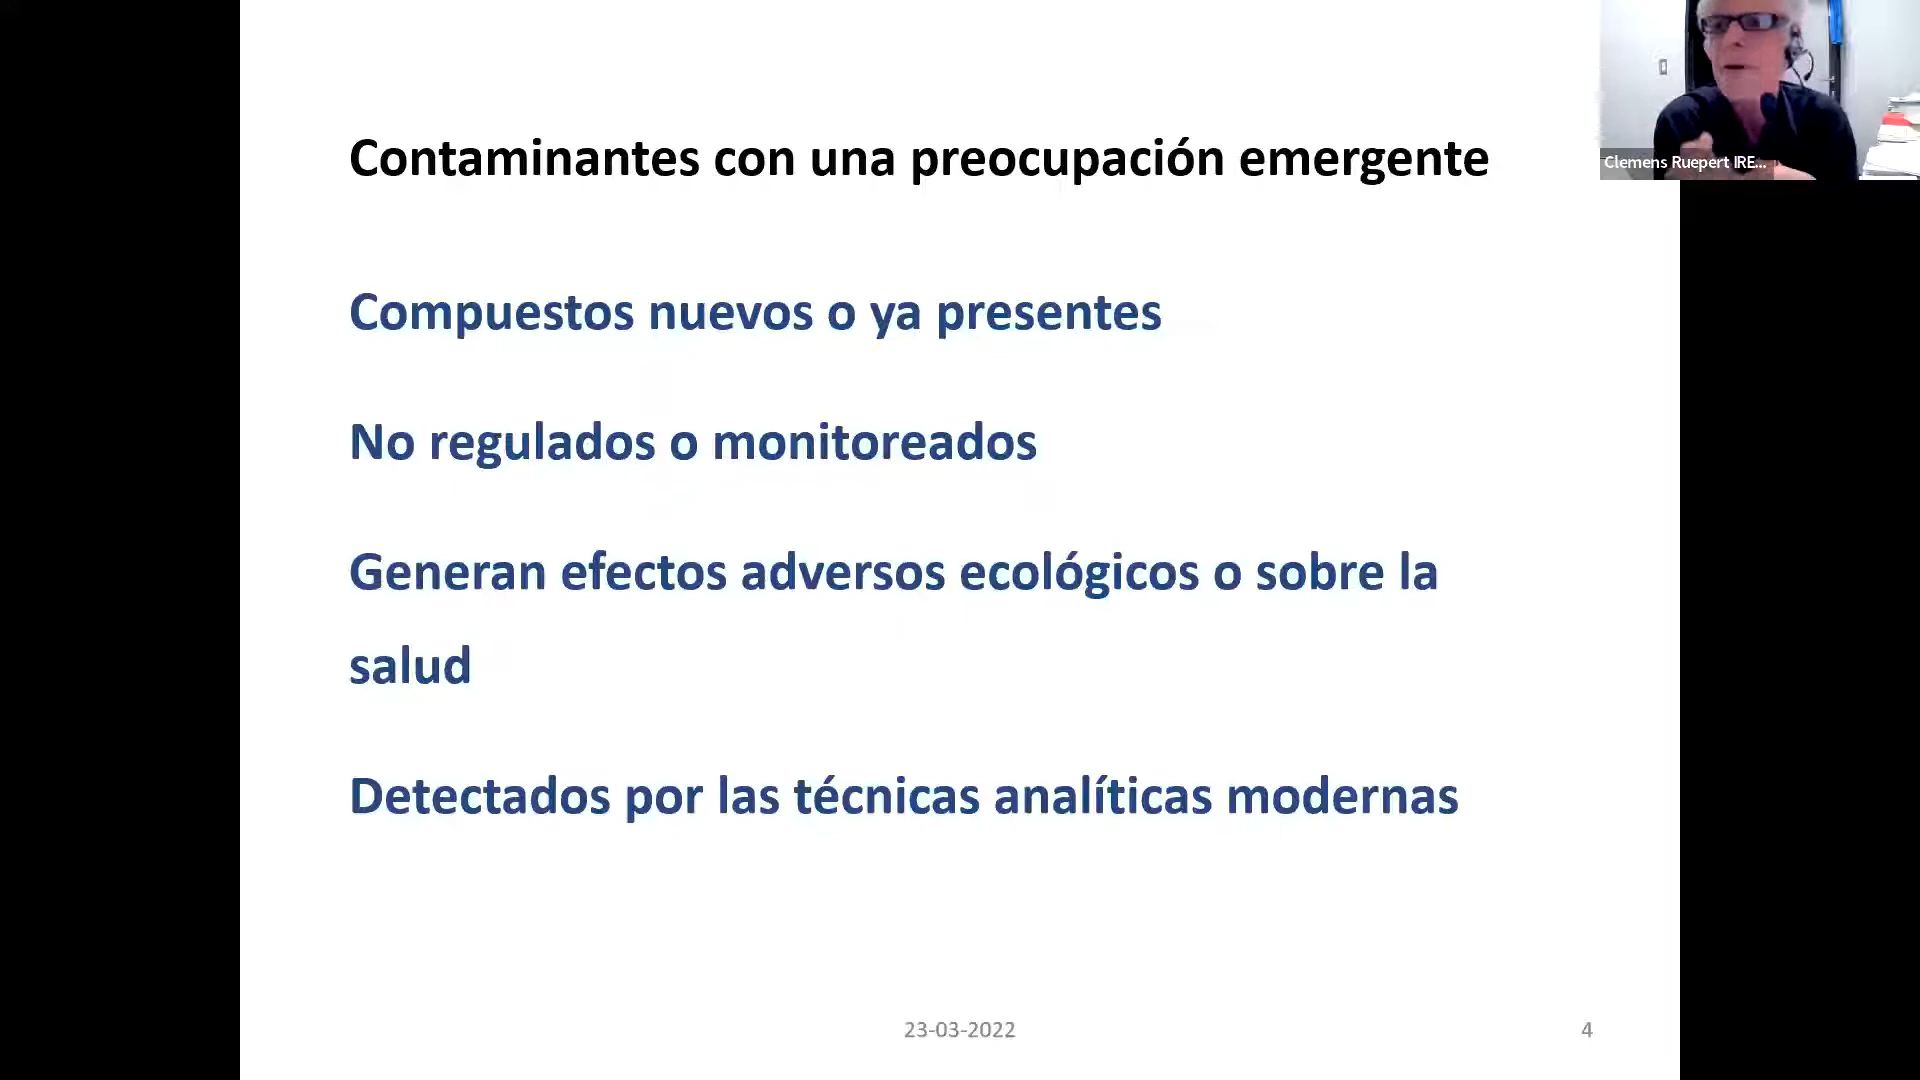 Contaminantes con una preocupación emergente
Clemens Ruepert IRE...
Compuestos nuevos o ya presentes
No regulados o monitoreados
Generan efectos adversos ecológicos o sobre la
salud
Detectados por las técnicas analíticas modernas
23-03-2022
4